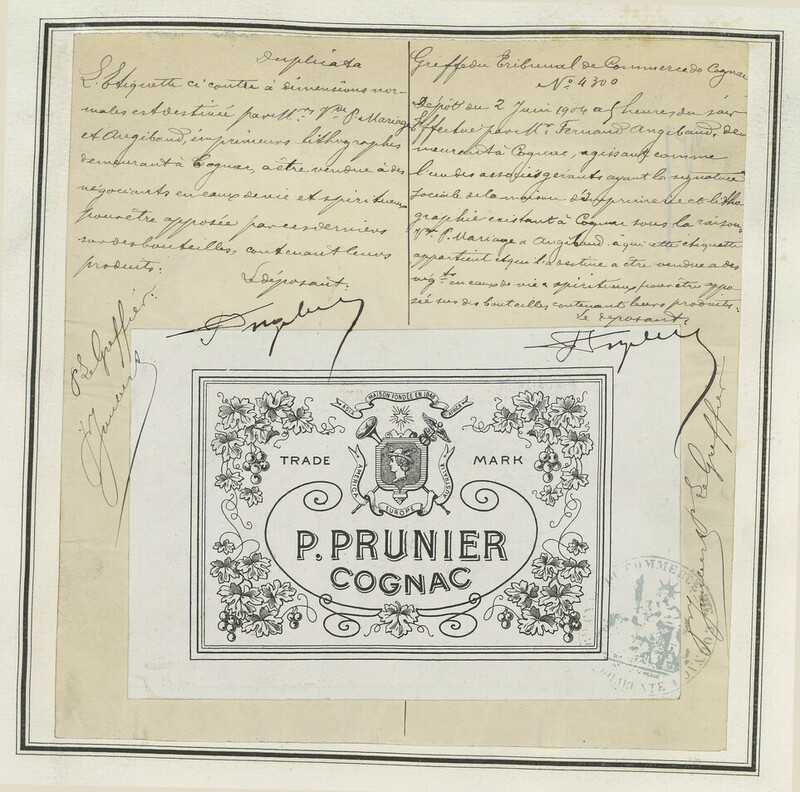 Duplicata
L'Etiquette ci contre à dimensions nor-
males est destinée par M.rs Vve P. Mariage
et Angibaud, imprimeurs lithographes
demeurant à Cognac, a être vendue à des
négociants en eaux de vie et spiritueux
pour être apposée par ces derniers
sur des bouteilles contenant leurs
produits.
Le déposant:
P. Le Greffier.
Greffe du Tribunal de Commerce de Cognac
No 4300
Dépôt du 2 Juin 1904 a 5 heures du soir
Effectué par M.r Fernand Angibaud, de-
meurant à Cognac, agissant comme
l'un des associés gérants ayant la signature
sociale de la maison d'Imprimerie et litho
graphie existant à Cognac sous la raison
Vve P. Mariage & Angibaud. à qui cette étiquette
appartient et qui la destine a être vendue a des
négts en eaux de vie & spiritueux pour être appo-
sée sur des bouteilles contenant leurs produits.
Le deposant.
P. Le Greffier
MAISON FONDÉE EN
ASIA AFRICA
TRADE MARK
AMERICA AUSTRALIA
EUROPE
P. PRUNIER
COGNAC
COMMERCE
COGNAC
CHARENTE